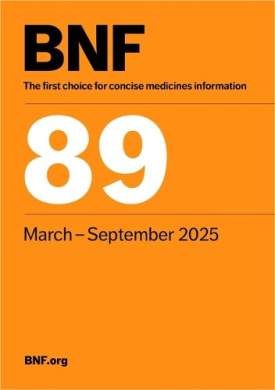 BNF
The first choice for concise medicines information
89
March – September 2025
BNF.org